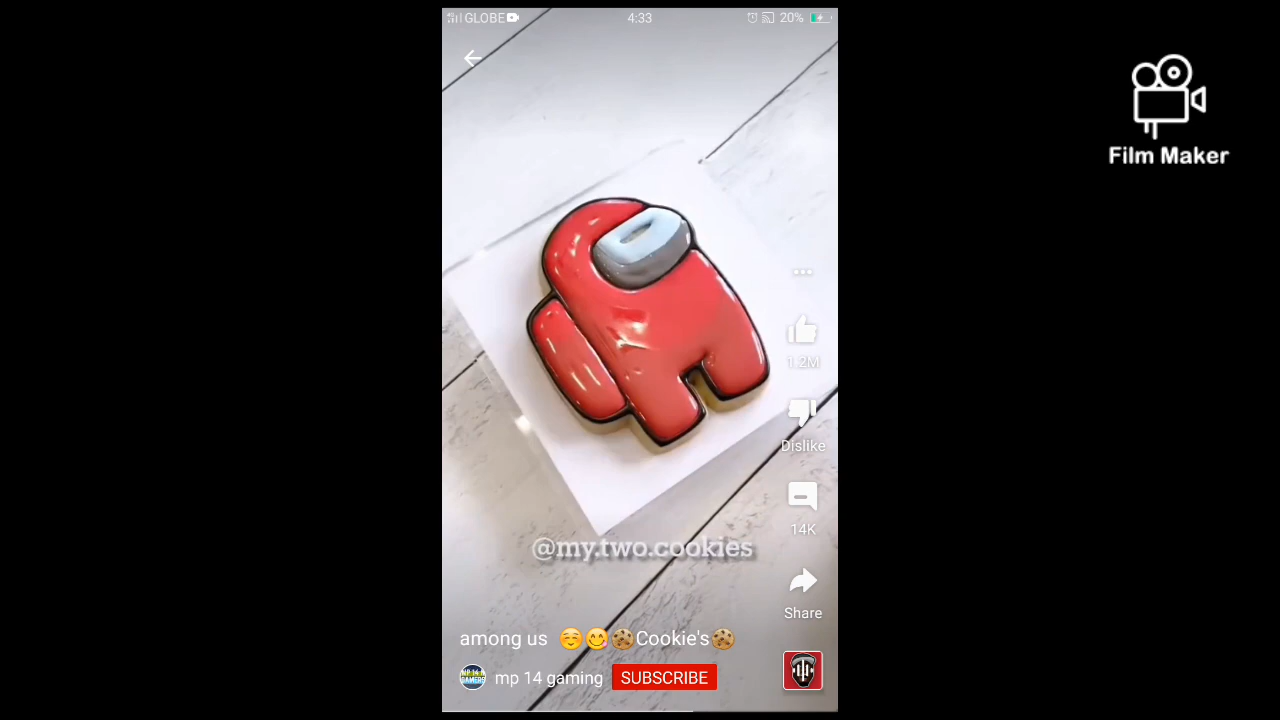 GLOBE
4:33
20%
Film Maker
1.2M
Dislike
14K
Share
@my.two.cookies
among us ☺️😋🍪Cookie's🍪
mp 14 gaming SUBSCRIBE